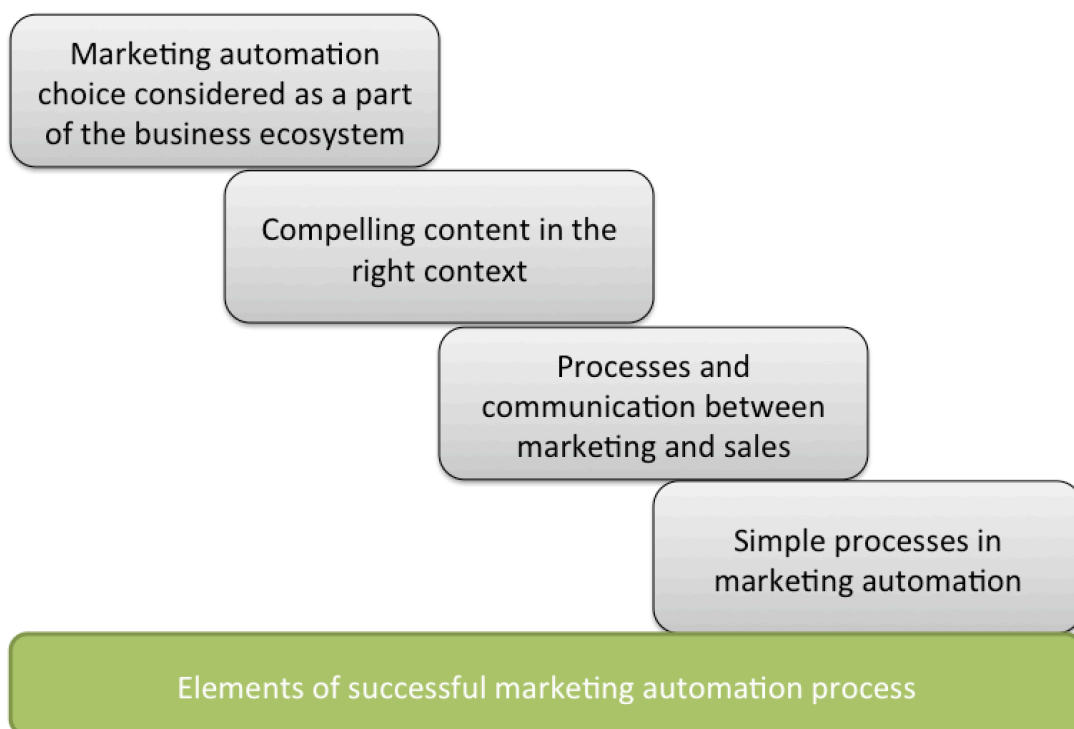 Marketing automation
choice considered as a part
of the business ecosystem
Compelling content in the
right context
Processes and
communication between
marketing and sales
Simple processes in
marketing automation
Elements of successful marketing automation process